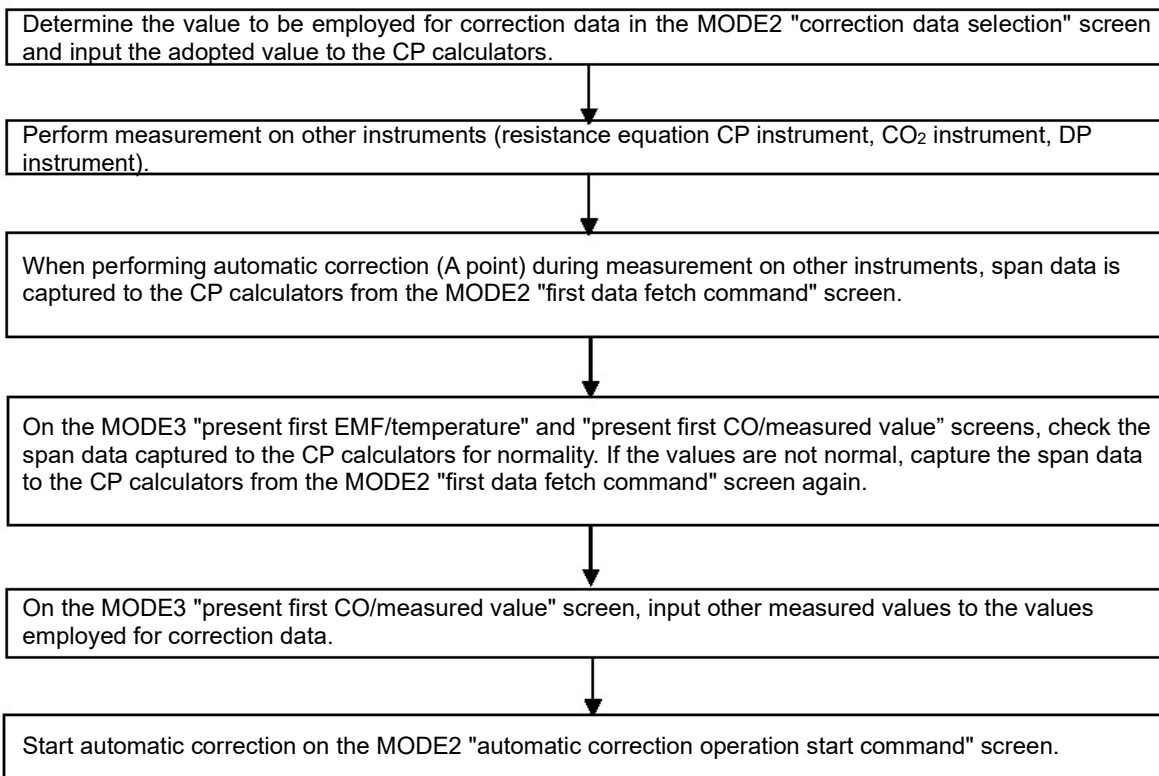 Determine the value to be employed for correction data in the MODE2 "correction data selection" screen
and input the adopted value to the CP calculators.
Perform measurement on other instruments (resistance equation CP instrument, CO₂ instrument, DP
instrument).
When performing automatic correction (A point) during measurement on other instruments, span data is
captured to the CP calculators from the MODE2 "first data fetch command" screen.
On the MODE3 "present first EMF/temperature" and "present first CO/measured value” screens, check the
span data captured to the CP calculators for normality. If the values are not normal, capture the span data
to the CP calculators from the MODE2 "first data fetch command" screen again.
On the MODE3 "present first CO/measured value" screen, input other measured values to the values
employed for correction data.
Start automatic correction on the MODE2 "automatic correction operation start command" screen.